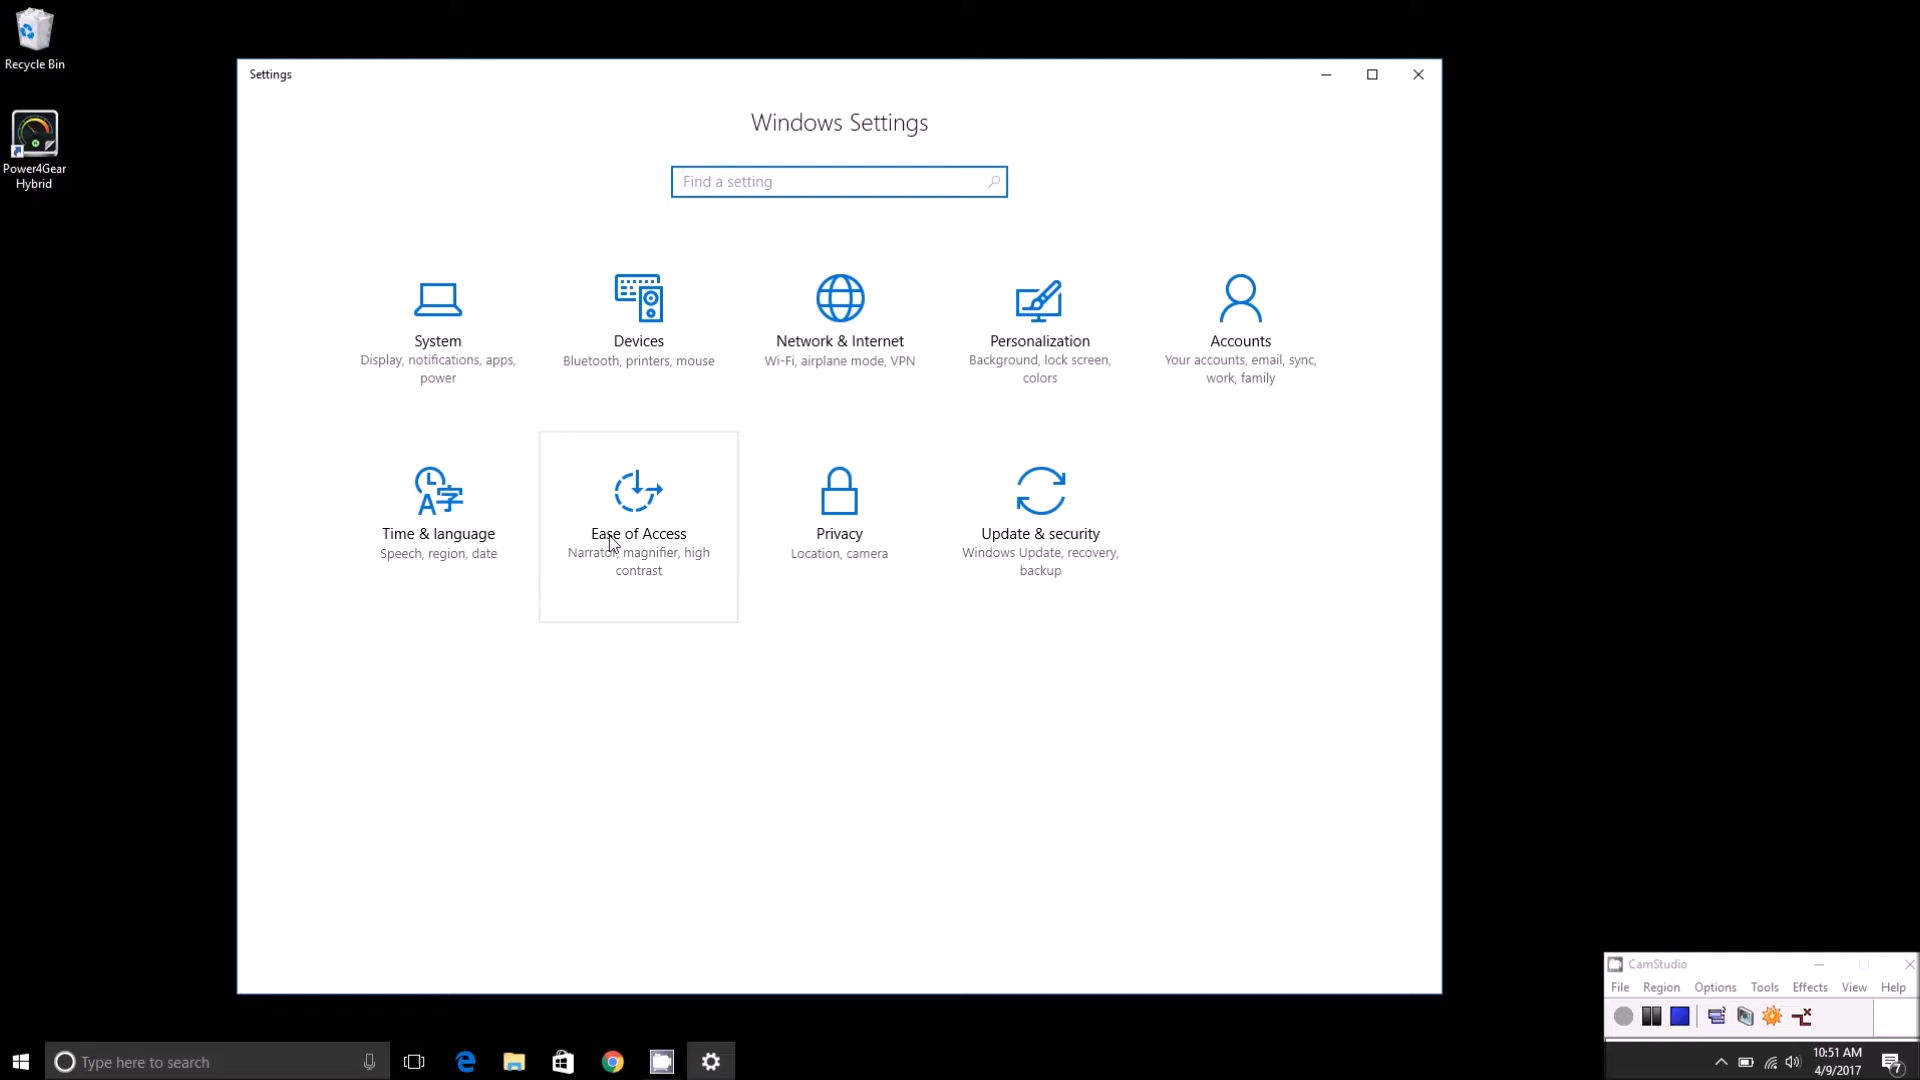 Recycle Bin
Power4Gear
Hybrid
Settings
Windows Settings
Find a setting
System
Display, notifications, apps,
power
Devices
Bluetooth, printers, mouse
Network & Internet
Wi-Fi, airplane mode, VPN
Personalization
Background, lock screen,
colors
Accounts
Your accounts, email, sync,
work, family
Time & language
Speech, region, date
Ease of Access
Narrator, magnifier, high
contrast
Privacy
Location, camera
Update & security
Windows Update, recovery,
backup
CamStudio
File Region Options Tools Effects View Help
Type here to search
10:51 AM
4/9/2017
7